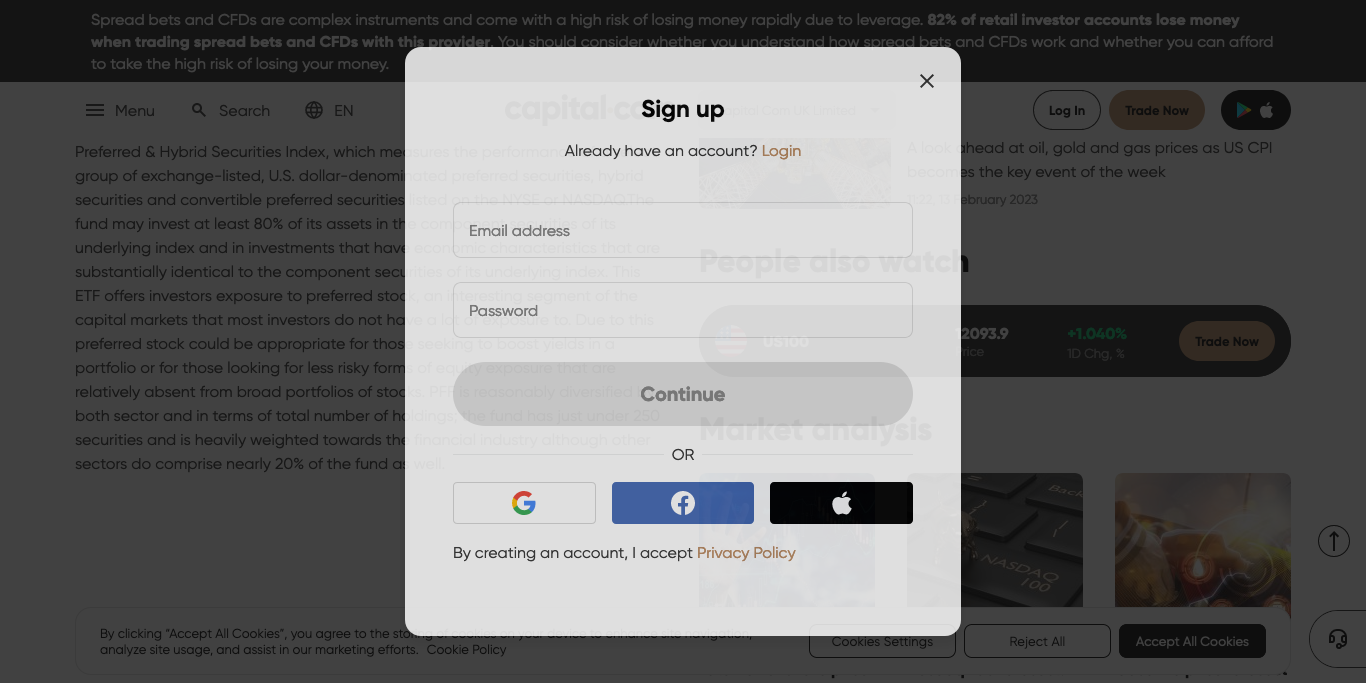 Spread bets and CFDs are complex instruments and come with a high risk of losing money rapidly due to leverage. 82% of retail investor accounts lose money
when trading spread bets and CFDs with this provider. You should consider whether you understand how spread bets and CFDs work and whether you can afford
to take the high risk of losing your money.
Menu
Search
EN
capital.co
Log In
Trade Now
Sign up
Already have an account? Login
Email address
Password
Continue
OR
By creating an account, I accept Privacy Policy
Preferred & Hybrid Securities Index, which measures the performance
group of exchange-listed, U.S. dollar-denominated preferred securities, hybrid
securities and convertible preferred securities listed on the NYSE or NASDAQ.The
fund may invest at least 80% of its assets in the component securities of its
underlying index and in investments that have economic characteristics that are
substantially identical to the component securities of its underlying index. This
ETF offers investors exposure to preferred stock, an interesting segment of the
capital markets that most investors do not have a lot of exposure to. Due to this
preferred stock could be appropriate for those seeking to boost yields in a
portfolio or for those looking for less risky forms of equity exposure that are
relatively absent from broad portfolios of stocks. PFF is reasonably diversified
both sector and in terms of total number of holdings; the fund has just under 250
securities and is heavily weighted towards the financial industry although other
sectors do comprise nearly 20% of the fund as well.
A look ahead at oil, gold and gas prices as US CPI
becomes the key event of the week
13 February 2023
People also watch
US100
12093.9
Price
+1.040%
1D Chg, %
Trade Now
Market analysis
Back
NASDAQ
100
By clicking “Accept All Cookies”, you agree to the storing of cookies on your device to enhance site navigation,
analyze site usage, and assist in our marketing efforts. Cookie Policy
Cookies Settings
Reject All
Accept All Cookies